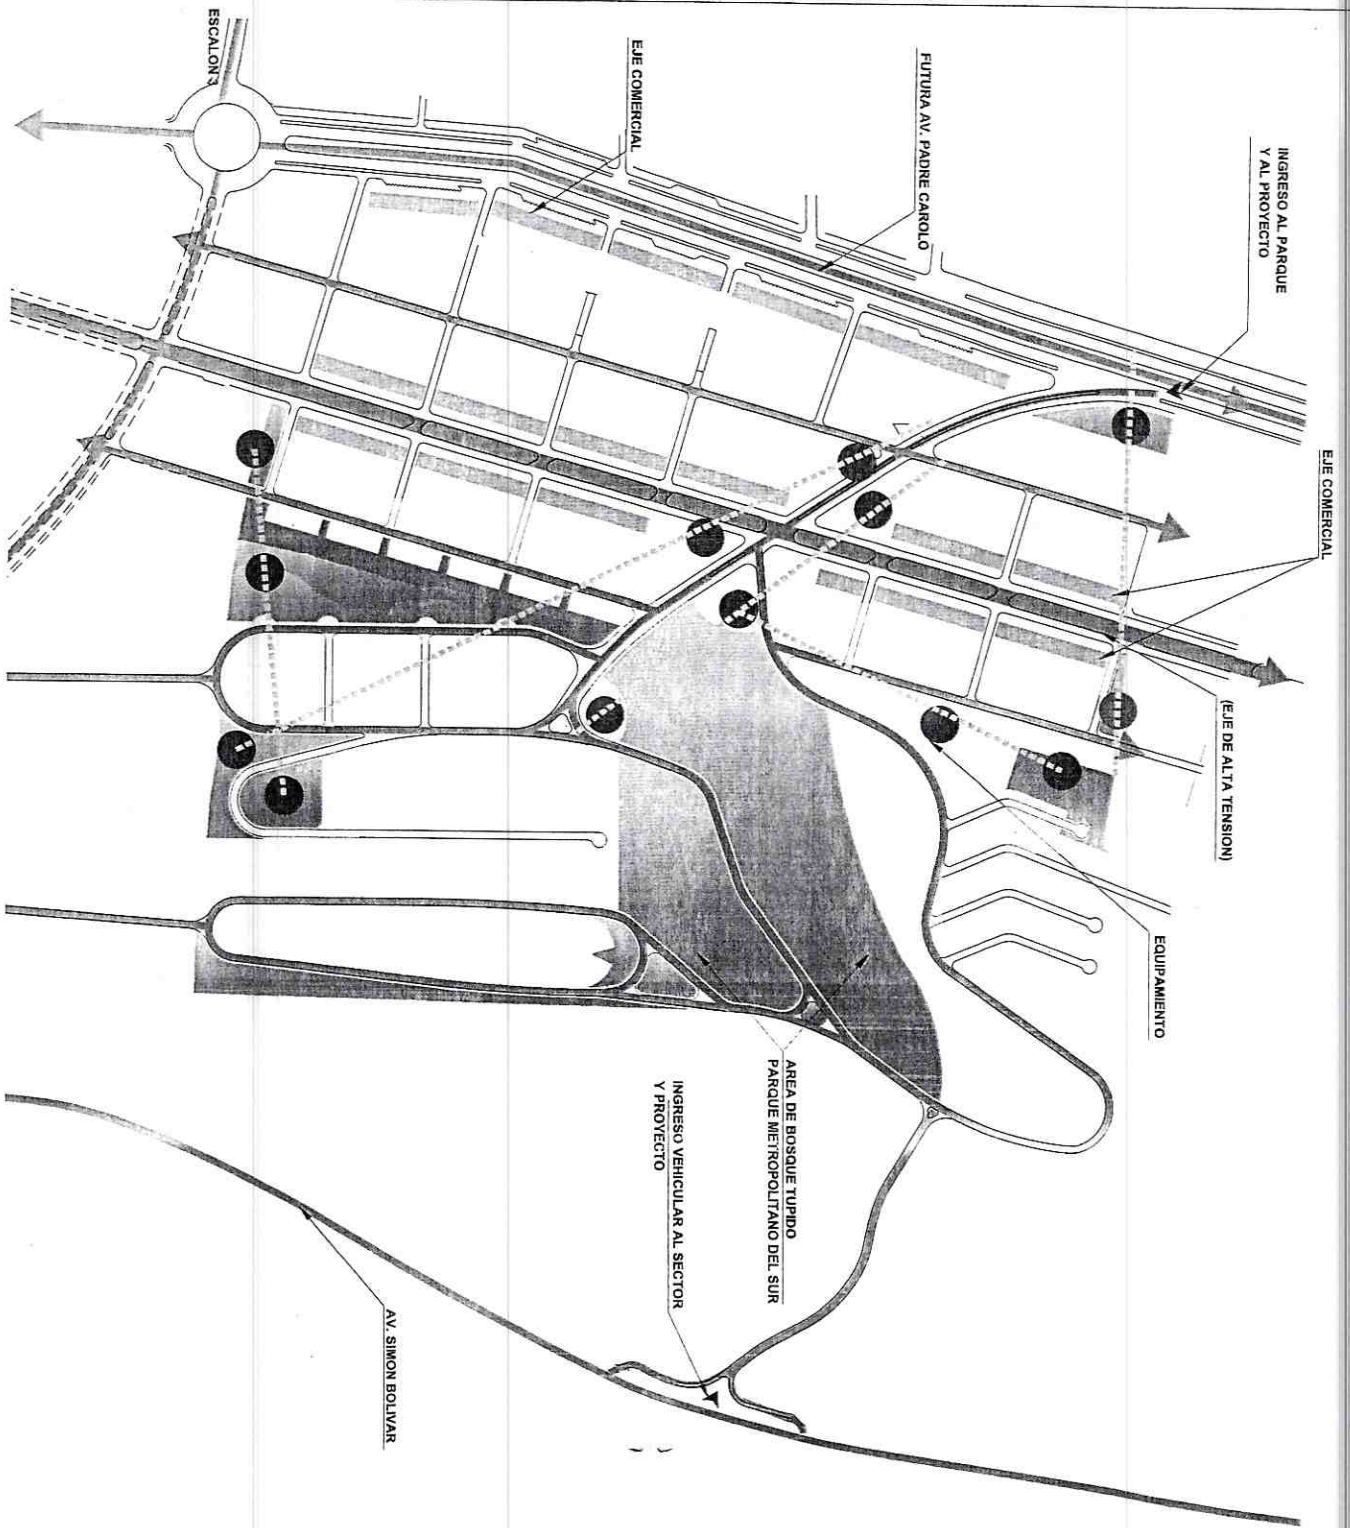 ESCALON 3
EJE COMERCIAL
FUTURA AV. PADRE CAROLO
INGRESO AL PARQUE
Y AL PROYECTO
EJE COMERCIAL
(EJE DE ALTA TENSION)
EQUIPAMIENTO
AREA DE BOSQUE TUPIDO
PARQUE METROPOLITANO DEL SUR
INGRESO VEHICULAR AL SECTOR
Y PROYECTO
AV. SIMON BOLIVAR